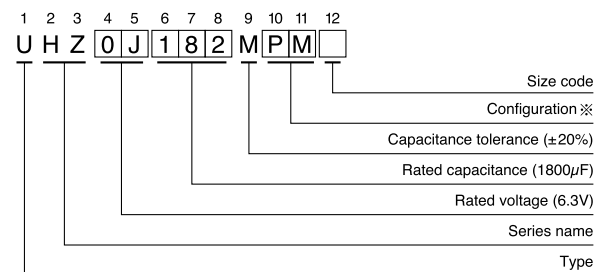 1 2 3 4 5 6 7 8 9 10 11 12
U H Z 0 J 1 8 2 M P M
Size code
Configuration ※
Capacitance tolerance (±20%)
Rated capacitance (1800µF)
Rated voltage (6.3V)
Series name
Type